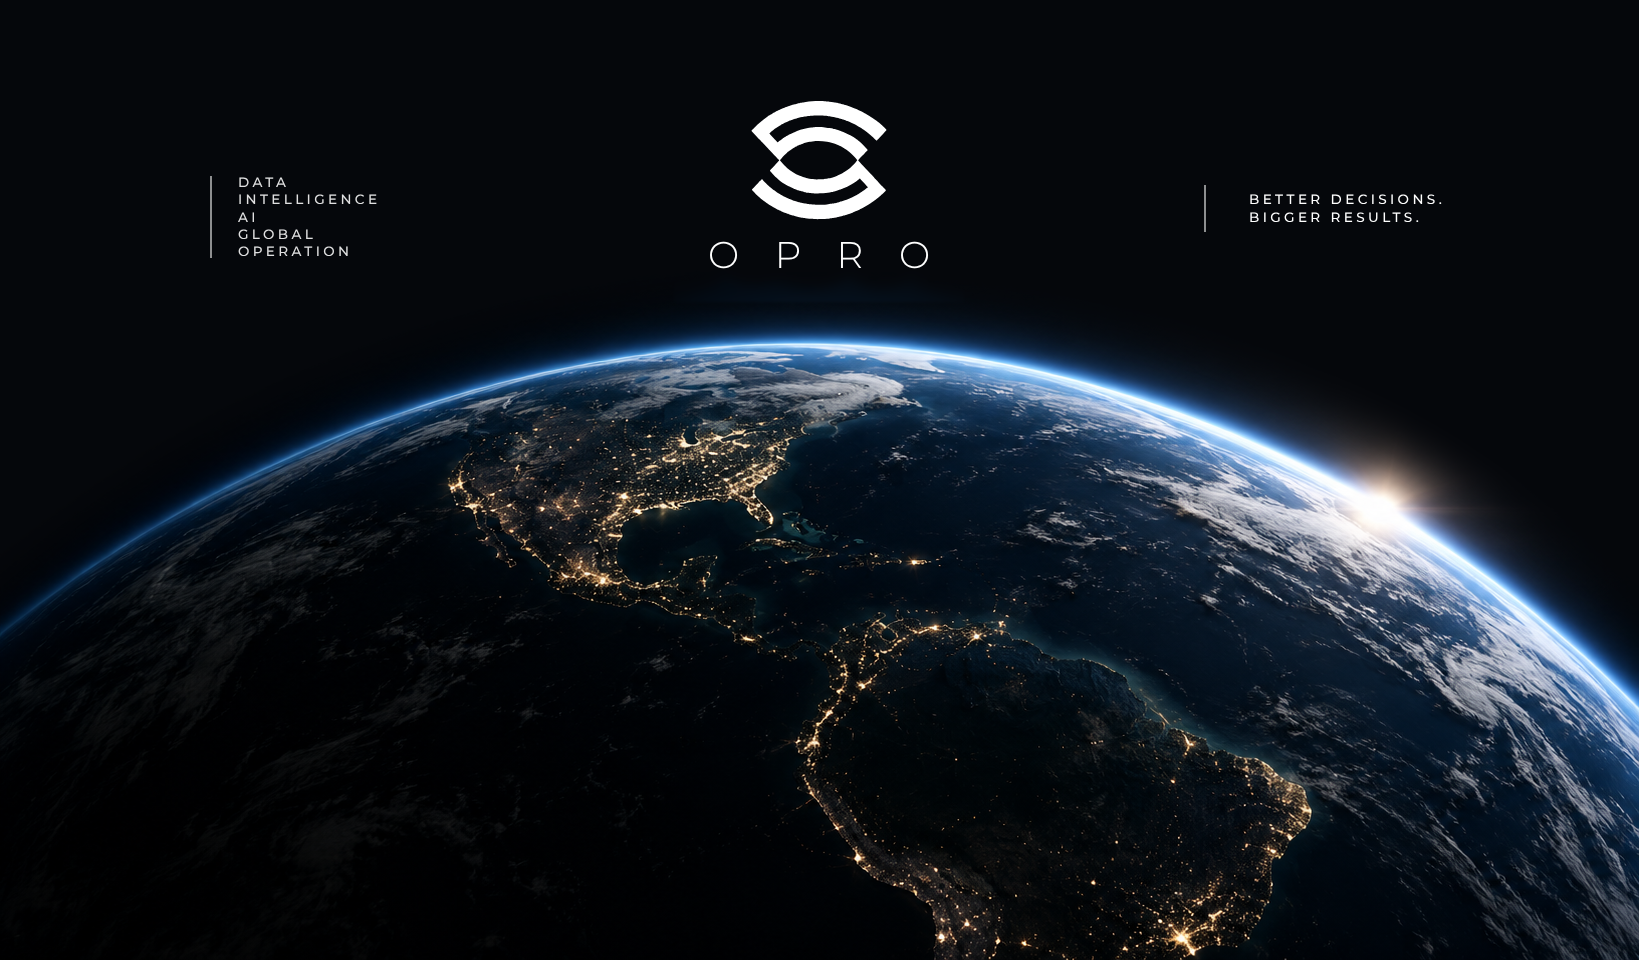 DATA
INTELLIGENCE
AI
GLOBAL
OPERATION
OPRO
BETTER DECISIONS.
BIGGER RESULTS.